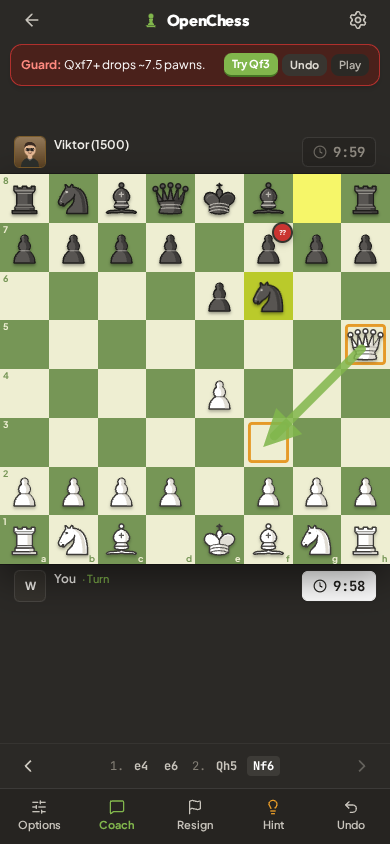 OpenChess
Guard: Qxf7+ drops ~7.5 pawns. Try Qf3 Undo Play
Viktor (1500) 9:59
8
7
??
6
5
4
3
2
1 a b c d e f g h
W You · Turn 9:58
1. e4 e6 2. Qh5 Nf6
Options Coach Resign Hint Undo